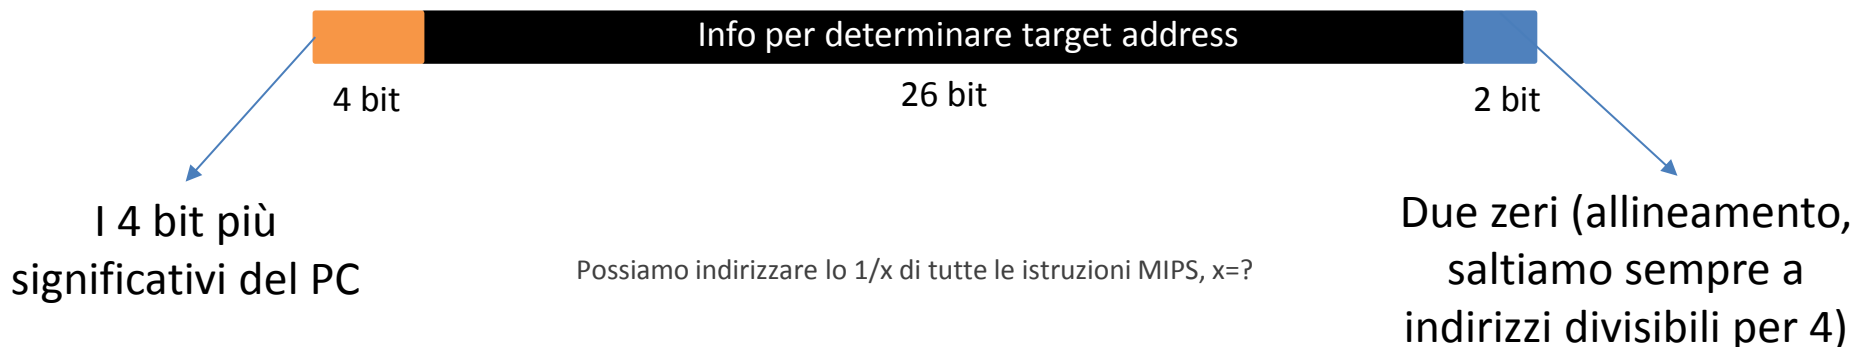 Info per determinare target address
4 bit
26 bit
2 bit
I 4 bit più
significativi del PC
Possiamo indirizzare lo 1/x di tutte le istruzioni MIPS, x=?
Due zeri (allineamento,
saltiamo sempre a
indirizzi divisibili per 4)